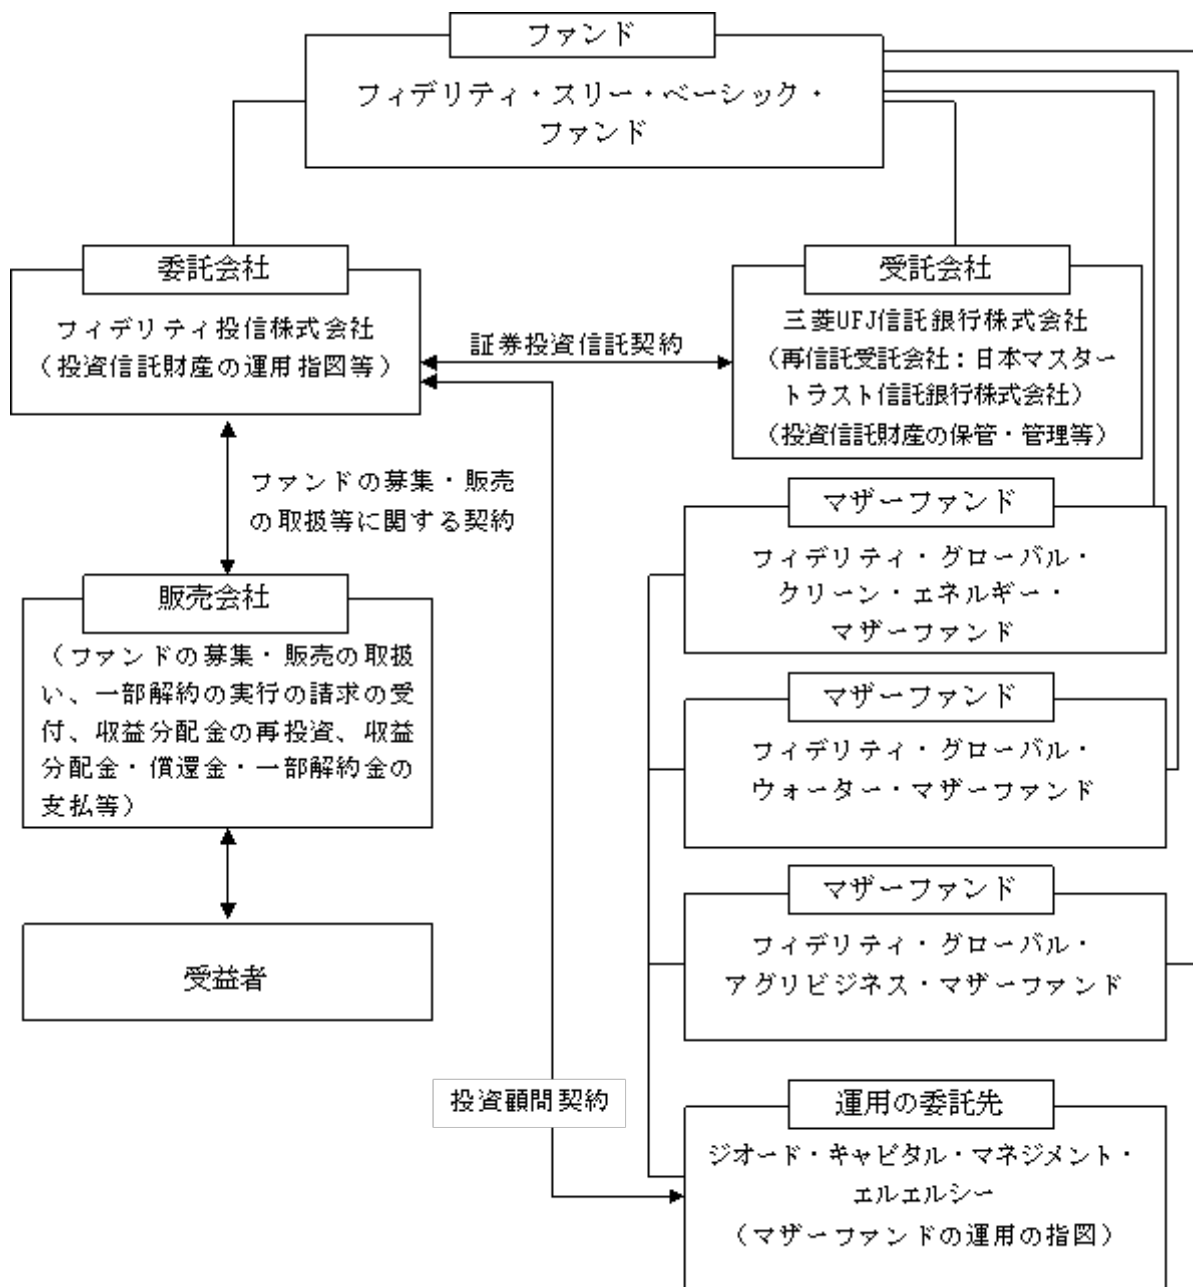 ファンド
フィデリティ・スリー・ベーシック・
ファンド
委託会社
フィデリティ投信株式会社
（投資信託財産の運用指図等）
証券投資信託契約
受託会社
三菱UFJ信託銀行株式会社
（再信託受託会社：日本マスター
トラスト信託銀行株式会社）
（投資信託財産の保管・管理等）
ファンドの募集・販売
の取扱等に関する契約
販売会社
（ファンドの募集・販売の取扱
い、一部解約の実行の請求の受
付、収益分配金の再投資、収益
分配金・償還金・一部解約金の
支払等）
受益者
マザーファンド
フィデリティ・グローバル・
クリーン・エネルギー・
マザーファンド
マザーファンド
フィデリティ・グローバル・
ウォーター・マザーファンド
マザーファンド
フィデリティ・グローバル・
アグリビジネス・マザーファンド
投資顧問契約
運用の委託先
ジオード・キャピタル・マネジメント・
エルエルシー
（マザーファンドの運用の指図）